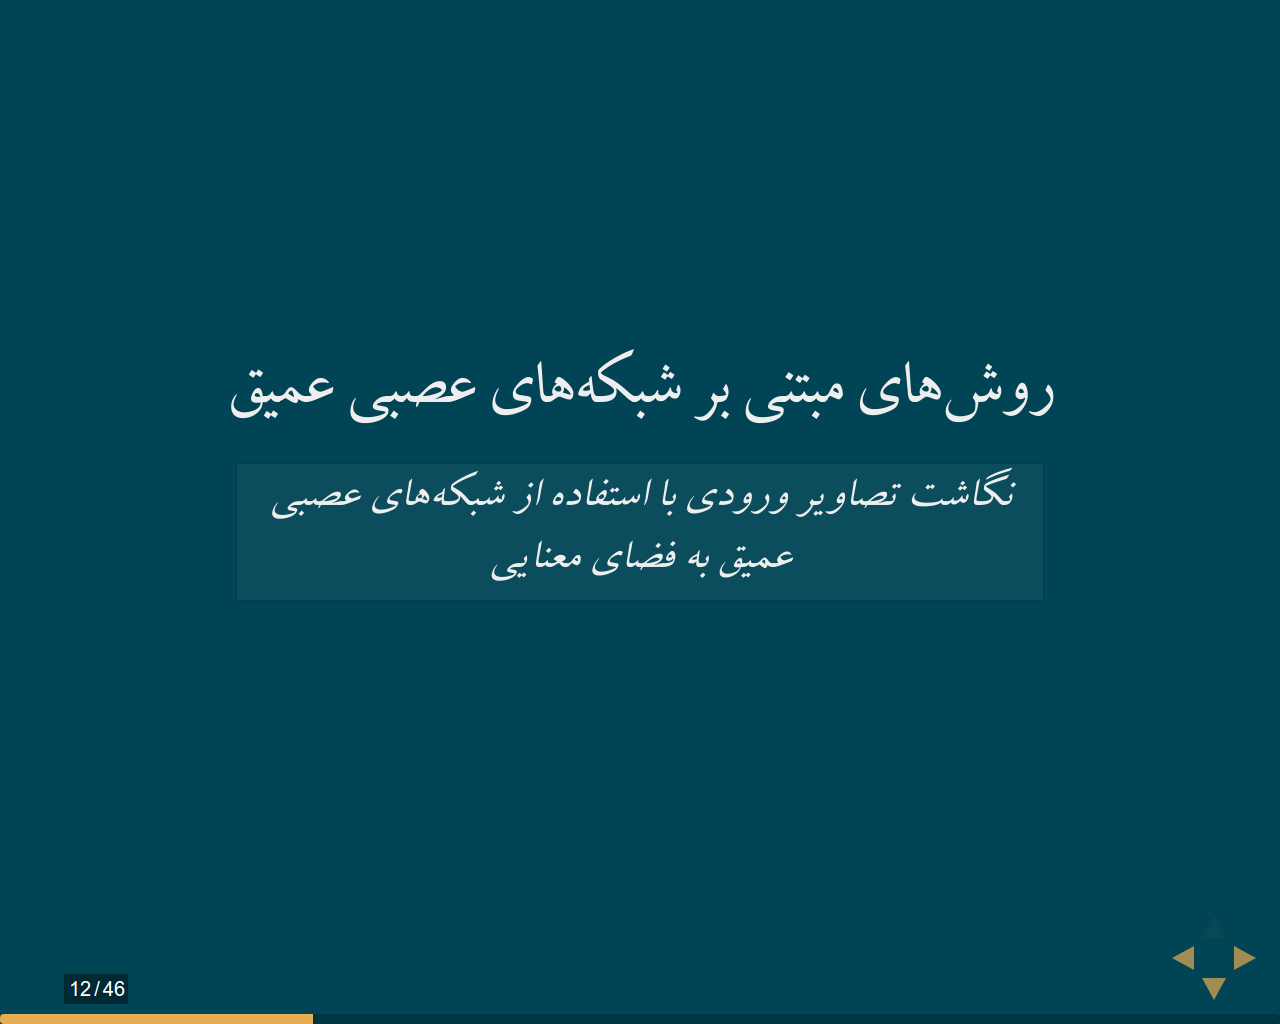 روش‌های مبتنی بر شبکه‌های عصبی عمیق
نگاشت تصاویر ورودی با استفاده از شبکه‌های عصبی
عمیق به فضای معنایی
12/46